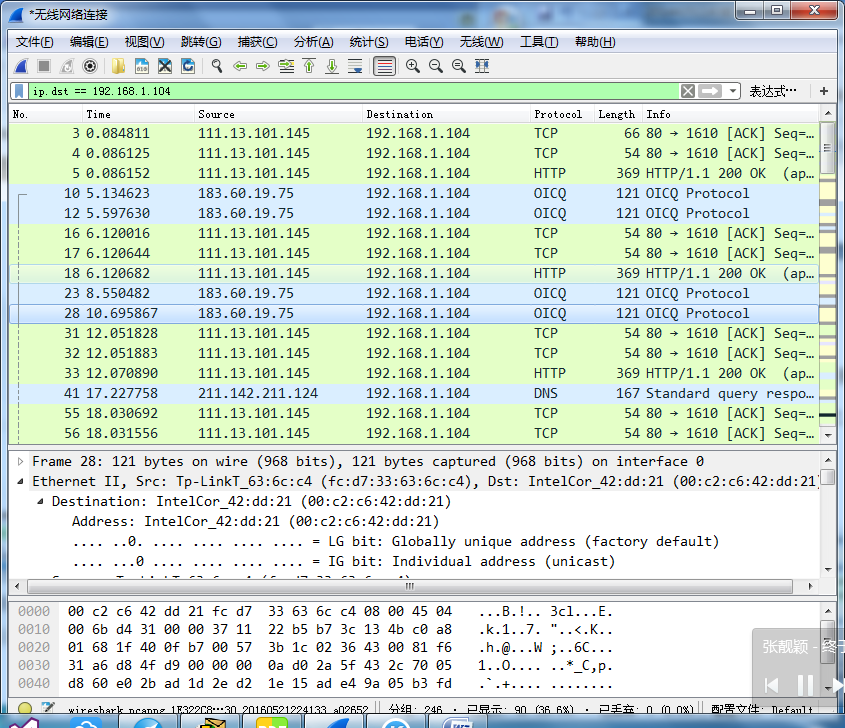 *无线网络连接
文件(F) 编辑(E) 视图(V) 跳转(G) 捕获(C) 分析(A) 统计(S) 电话(Y) 无线(W) 工具(T) 帮助(H)
ip.dst == 192.168.1.104 表达式… +
No. Time Source Destination Protocol Length Info
3 0.084811 111.13.101.145 192.168.1.104 TCP 66 80 → 1610 [ACK] Seq=…
4 0.086125 111.13.101.145 192.168.1.104 TCP 54 80 → 1610 [ACK] Seq=…
5 0.086152 111.13.101.145 192.168.1.104 HTTP 369 HTTP/1.1 200 OK (ap…
10 5.134623 183.60.19.75 192.168.1.104 OICQ 121 OICQ Protocol
12 5.597630 183.60.19.75 192.168.1.104 OICQ 121 OICQ Protocol
16 6.120016 111.13.101.145 192.168.1.104 TCP 54 80 → 1610 [ACK] Seq=…
17 6.120644 111.13.101.145 192.168.1.104 TCP 54 80 → 1610 [ACK] Seq=…
18 6.120682 111.13.101.145 192.168.1.104 HTTP 369 HTTP/1.1 200 OK (ap…
23 8.550482 183.60.19.75 192.168.1.104 OICQ 121 OICQ Protocol
28 10.695867 183.60.19.75 192.168.1.104 OICQ 121 OICQ Protocol
31 12.051828 111.13.101.145 192.168.1.104 TCP 54 80 → 1610 [ACK] Seq=…
32 12.051883 111.13.101.145 192.168.1.104 TCP 54 80 → 1610 [ACK] Seq=…
33 12.070890 111.13.101.145 192.168.1.104 HTTP 369 HTTP/1.1 200 OK (ap…
41 17.227758 211.142.211.124 192.168.1.104 DNS 167 Standard query respo…
55 18.030692 111.13.101.145 192.168.1.104 TCP 54 80 → 1610 [ACK] Seq=…
56 18.031556 111.13.101.145 192.168.1.104 TCP 54 80 → 1610 [ACK] Seq=…
Frame 28: 121 bytes on wire (968 bits), 121 bytes captured (968 bits) on interface 0
Ethernet II, Src: Tp-LinkT_63:6c:c4 (fc:d7:33:63:6c:c4), Dst: IntelCor_42:dd:21 (00:c2:c6:42:dd:21)
Destination: IntelCor_42:dd:21 (00:c2:c6:42:dd:21)
Address: IntelCor_42:dd:21 (00:c2:c6:42:dd:21)
.... ..0. .... .... .... .... = LG bit: Globally unique address (factory default)
.... ...0 .... .... .... .... = IG bit: Individual address (unicast)
0000 00 c2 c6 42 dd 21 fc d7 33 63 6c c4 08 00 45 04 ...B.!.. 3cl...E.
0010 00 6b d4 31 00 00 37 11 22 b5 b7 3c 13 4b c0 a8 .k.1..7. "..<.K..
0020 01 68 1f 40 0f b7 00 57 3b 1c 02 36 43 00 81 f6 .h.@...W ;..6C...
0030 31 a6 d8 4f d9 00 00 00 0a d0 2a 5f 43 2c 70 05 1..O.... ..*_C,p.
0040 d8 60 e0 2b ad 1d 2e d2 1e 15 ad e4 9a 05 b3 fd .`.+.... ........
张靓颖 - 终于
分组: 246 · 已显示: 90 (36.6%) · 已丢弃: 0 (0.0%) 配置文件: Default